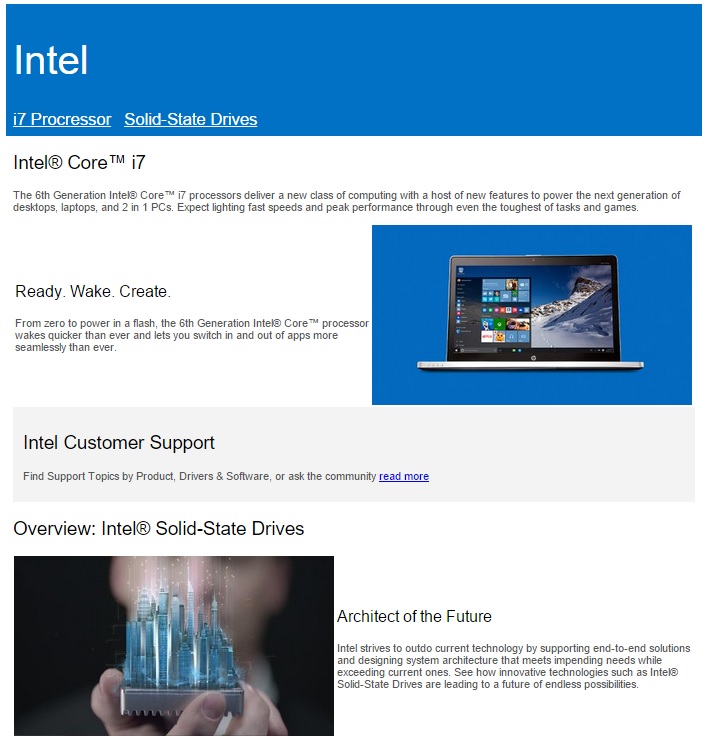 Intel
i7 Procressor Solid-State Drives
Intel® Core™ i7
The 6th Generation Intel® Core™ i7 processors deliver a new class of computing with a host of new features to power the next generation of
desktops, laptops, and 2 in 1 PCs. Expect lighting fast speeds and peak performance through even the toughest of tasks and games.
Ready. Wake. Create.
From zero to power in a flash, the 6th Generation Intel® Core™ processor
wakes quicker than ever and lets you switch in and out of apps more
seamlessly than ever.
Intel Customer Support
Find Support Topics by Product, Drivers & Software, or ask the community read more
Overview: Intel® Solid-State Drives
Architect of the Future
Intel strives to outdo current technology by supporting end-to-end solutions
and designing system architecture that meets impending needs while
exceeding current ones. See how innovative technologies such as Intel®
Solid-State Drives are leading to a future of endless possibilities.